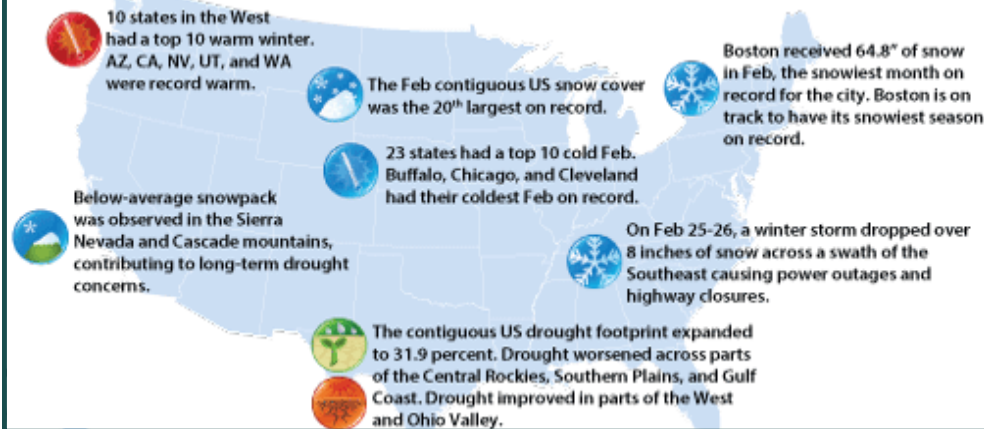 10 states in the West
had a top 10 warm winter.
AZ, CA, NV, UT, and WA
were record warm.
The Feb contiguous US snow cover
was the 20th largest on record.
Boston received 64.8" of snow
in Feb, the snowiest month on
record for the city. Boston is on
track to have its snowiest season
on record.
23 states had a top 10 cold Feb.
Buffalo, Chicago, and Cleveland
had their coldest Feb on record.
Below-average snowpack
was observed in the Sierra
Nevada and Cascade mountains,
contributing to long-term drought
concerns.
On Feb 25-26, a winter storm dropped over
8 inches of snow across a swath of the
Southeast causing power outages and
highway closures.
The contiguous US drought footprint expanded
to 31.9 percent. Drought worsened across parts
of the Central Rockies, Southern Plains, and Gulf
Coast. Drought improved in parts of the West
and Ohio Valley.